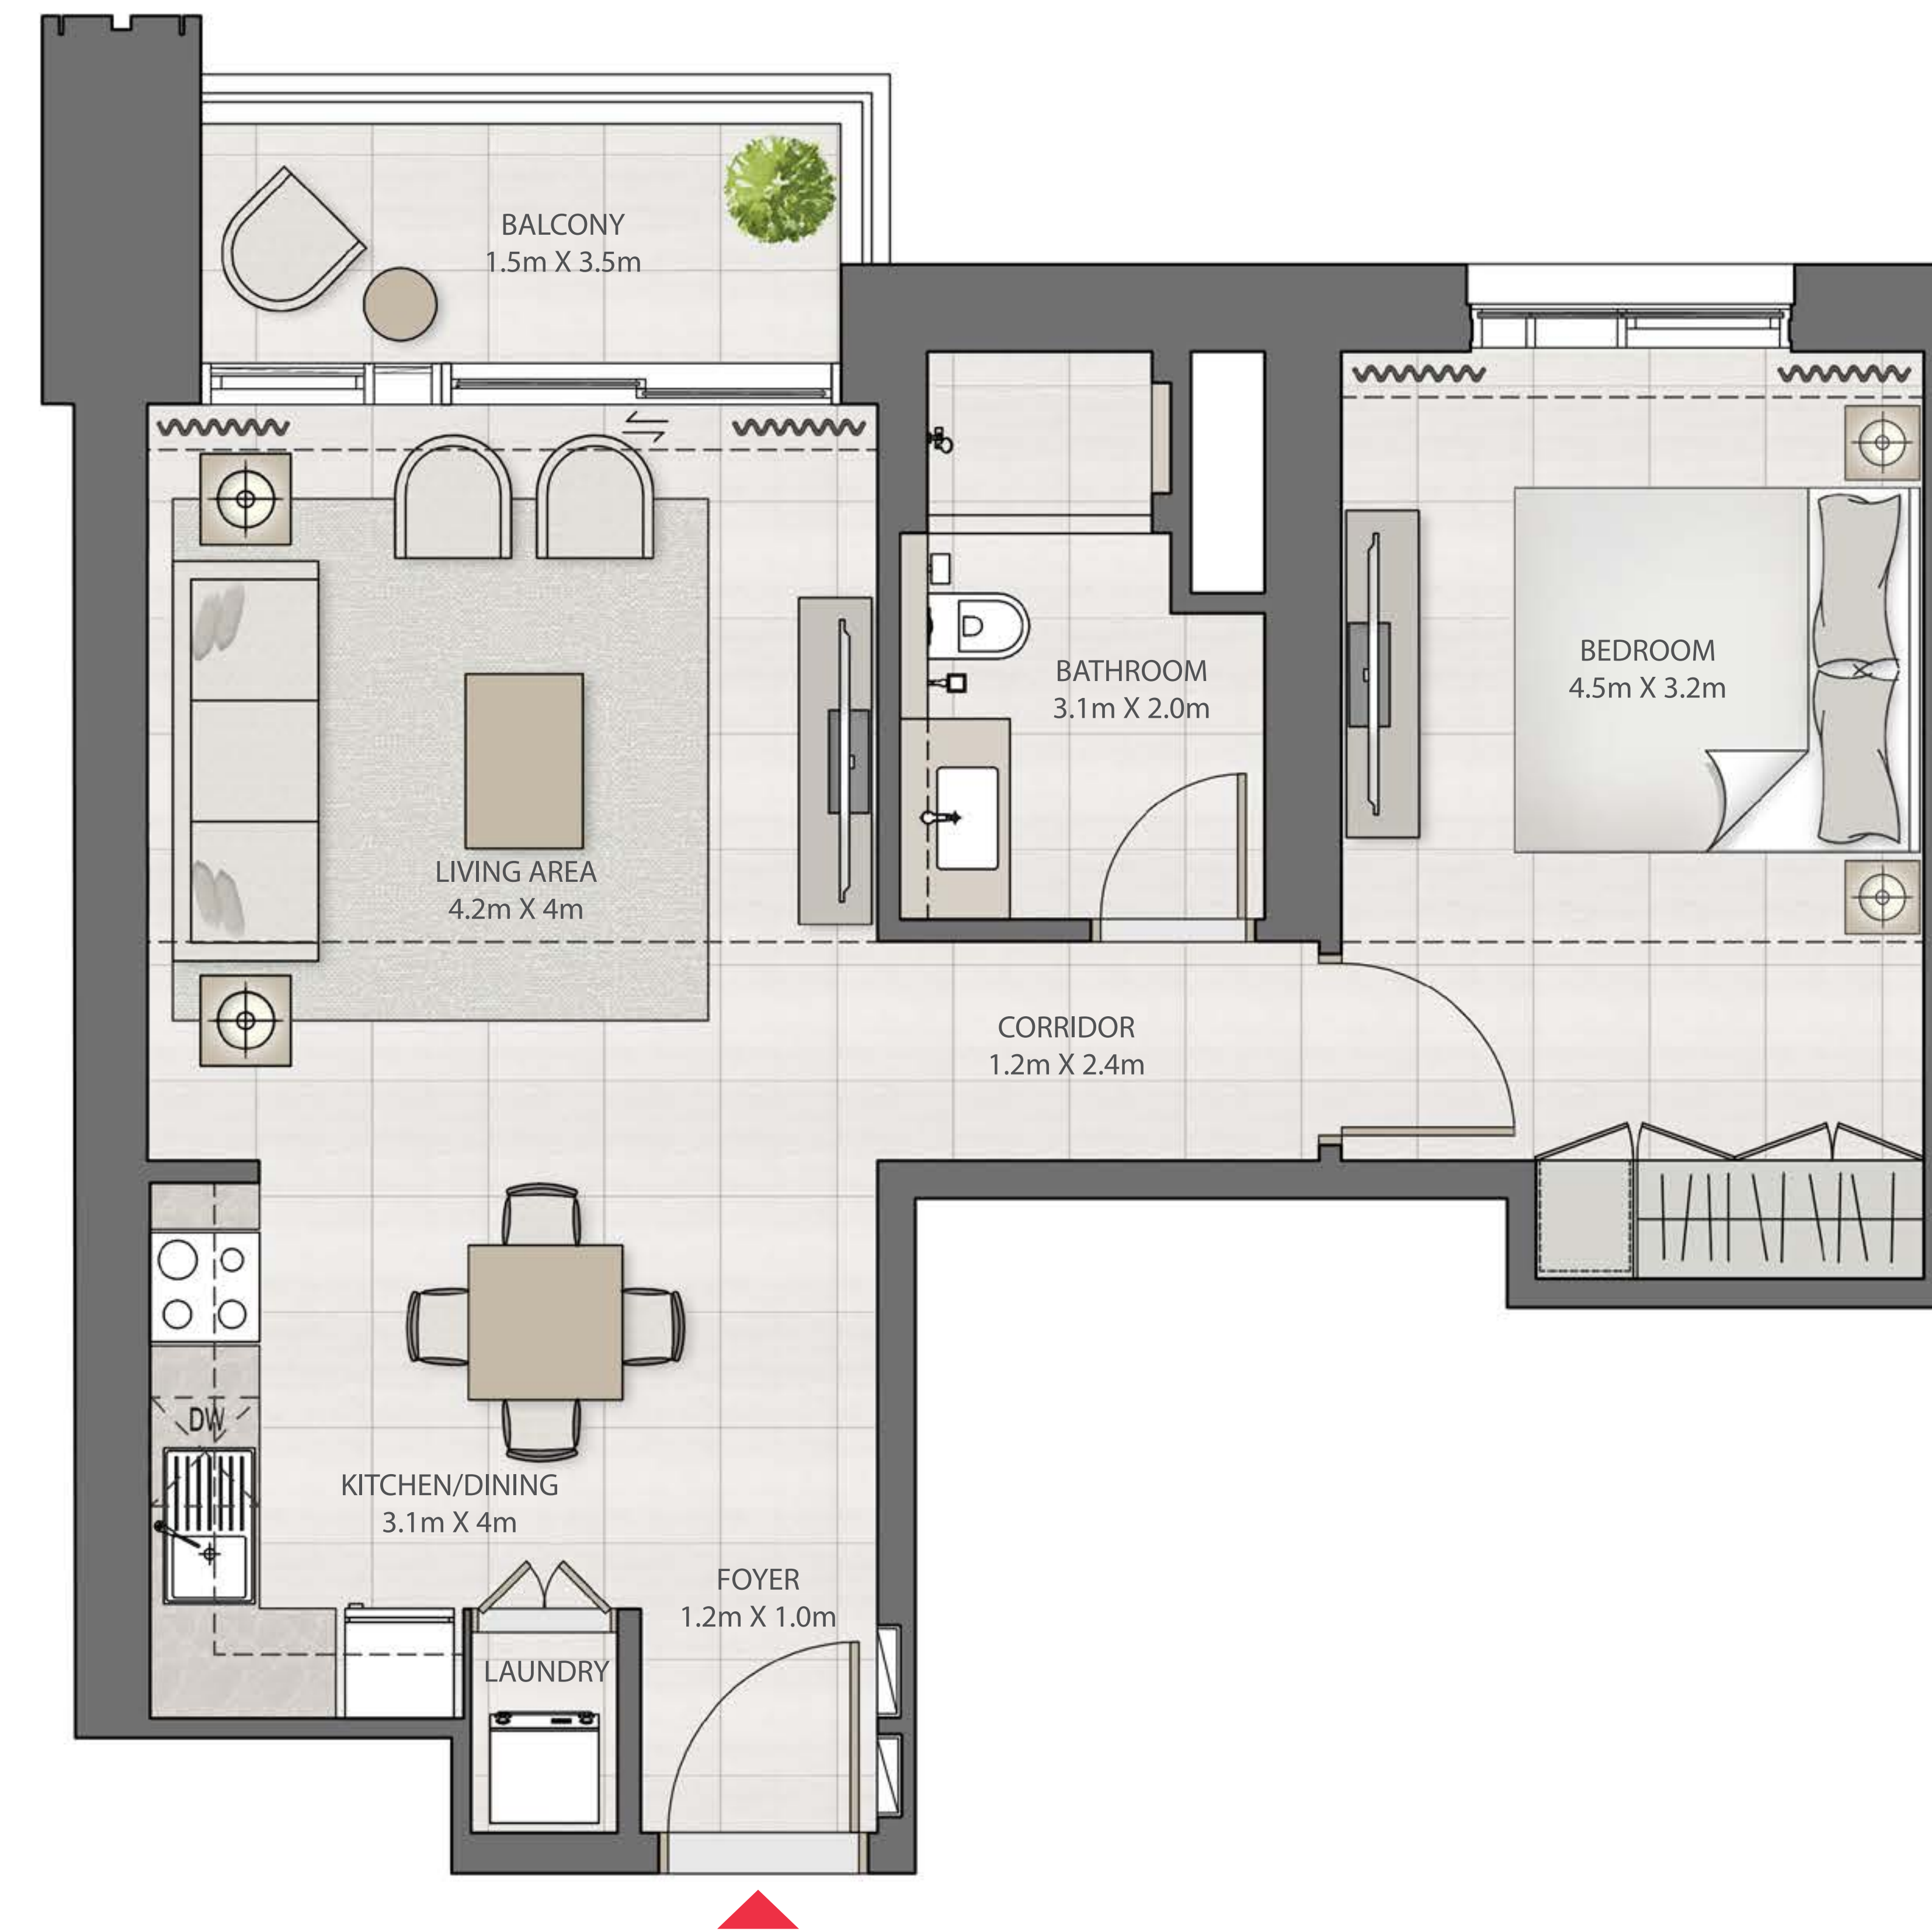 BALCONY
1.5m X 3.5m
BATHROOM
3.1m X 2.0m
BEDROOM
4.5m X 3.2m
LIVING AREA
4.2m X 4m
CORRIDOR
1.2m X 2.4m
DW
KITCHEN/DINING
3.1m X 4m
FOYER
1.2m X 1.0m
LAUNDRY